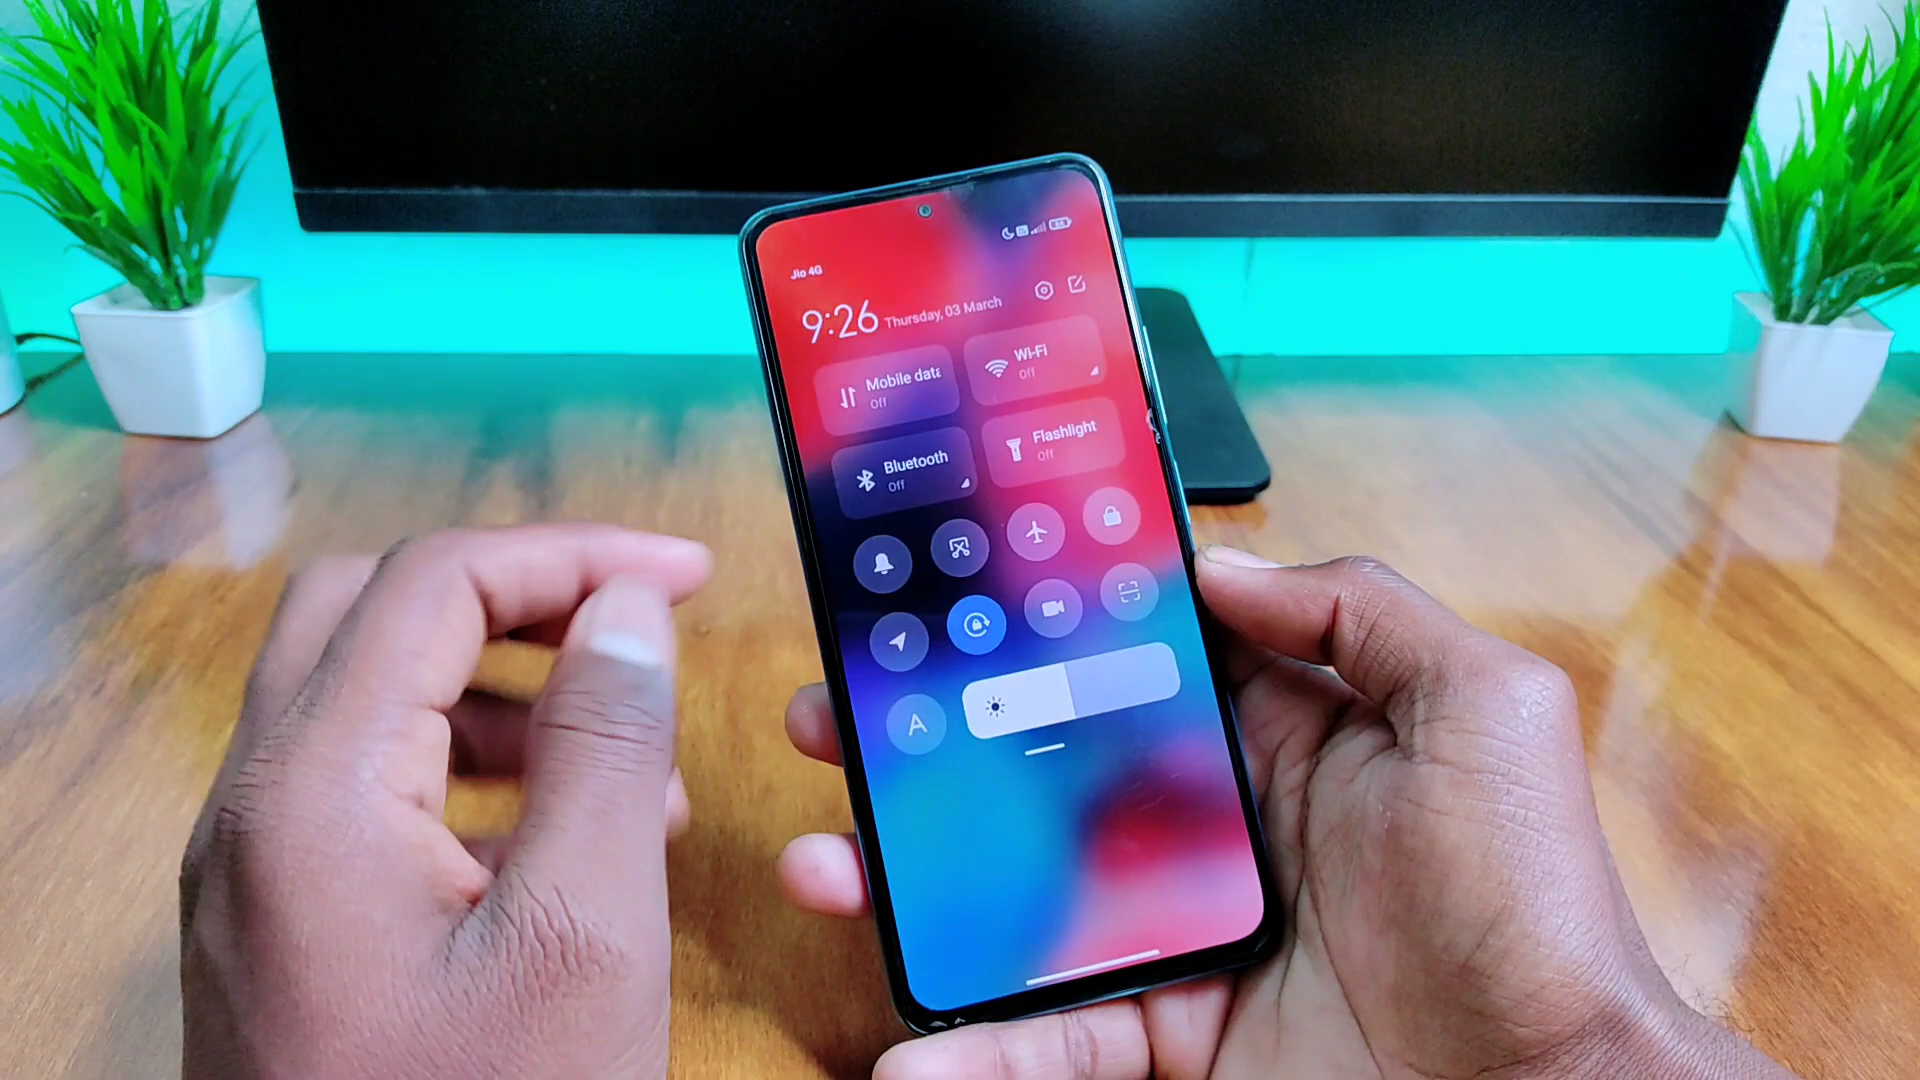 Jio 4G
9:26 Thursday, 03 March
Mobile data
Off
Wi-Fi
Off
Bluetooth
Off
Flashlight
Off
A